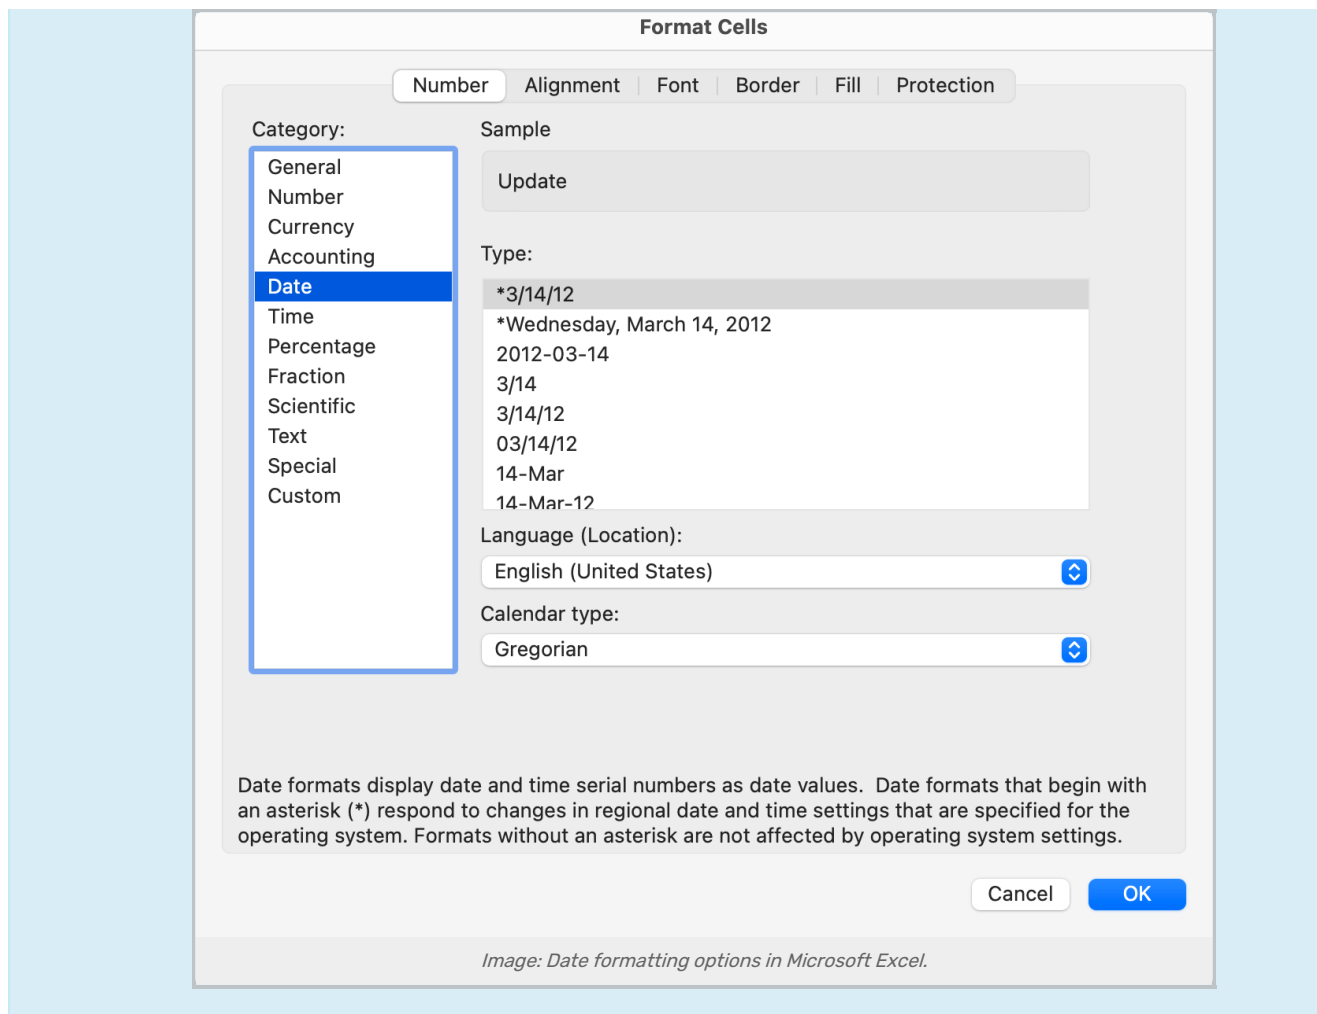 Format Cells
Number Alignment Font Border Fill Protection
Category:
General
Number
Currency
Accounting
Date
Time
Percentage
Fraction
Scientific
Text
Special
Custom
Sample
Update
Type:
*3/14/12
*Wednesday, March 14, 2012
2012-03-14
3/14
3/14/12
03/14/12
14-Mar
14-Mar-12
Language (Location):
English (United States)
Calendar type:
Gregorian
Date formats display date and time serial numbers as date values.  Date formats that begin with
an asterisk (*) respond to changes in regional date and time settings that are specified for the
operating system. Formats without an asterisk are not affected by operating system settings.
Cancel OK
Image: Date formatting options in Microsoft Excel.